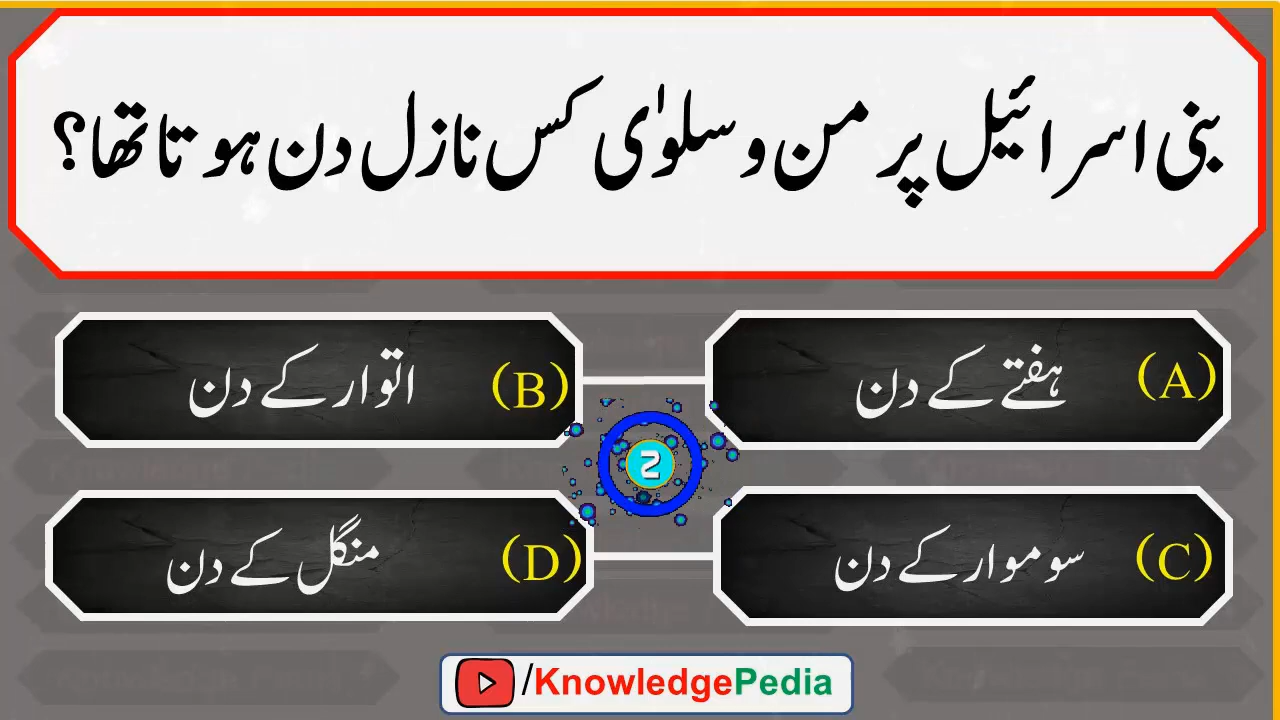 بنی اسرائیل پر من و سلوٰی کس نازل دن ہوتا تھا؟
(A) ہفتے کے دن
(B) اتوار کے دن
2
(C) سوموار کے دن
(D) منگل کے دن
/KnowledgePedia